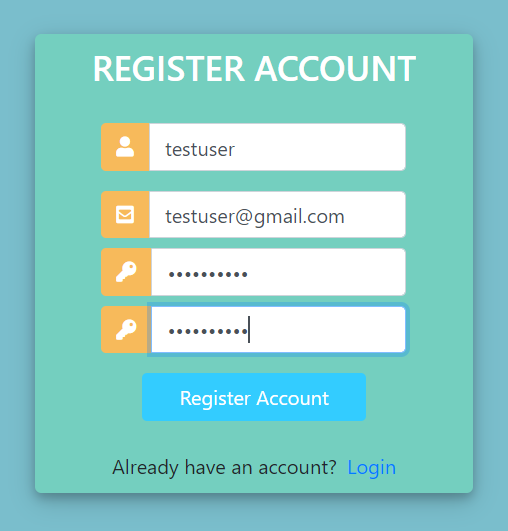 REGISTER ACCOUNT
testuser
testuser@gmail.com
••••••••••
••••••••••
Register Account
Already have an account? Login